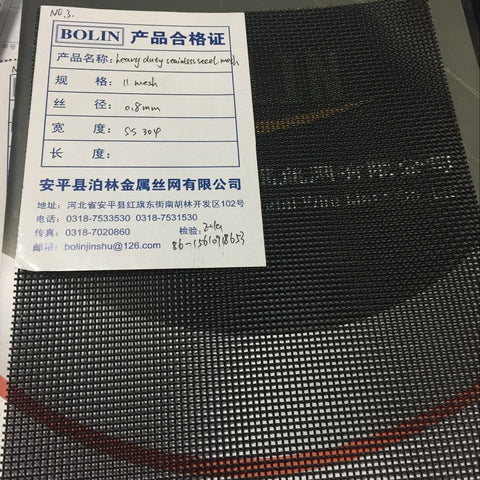 NO.3.
BOLIN 产品合格证
产品名称: heavy duty stainless steel mesh
规 格: 11 mesh
丝 径: 0.8mm
宽 度: SS 304
长 度:
安平县泊林金属丝网有限公司
地址: 河北省安平县红旗东街南胡林开发区102号
电话: 0318-7533530 0318-7531530
传真: 0318-7020860 检验:
邮箱: bolinjinshu@126.com 86-15610918653